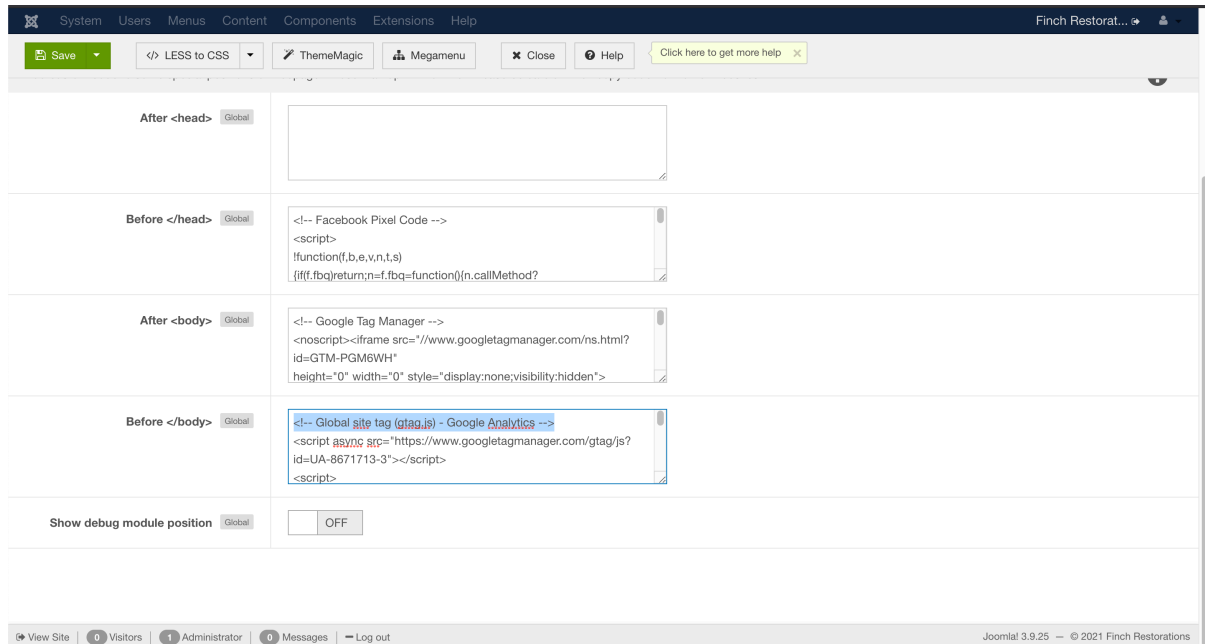 System Users Menus Content Components Extensions Help Finch Restorat...
Save </> LESS to CSS ThemeMagic Megamenu Close Help Click here to get more help
After <head> Global
Before </head> Global
<!-- Facebook Pixel Code -->
<script>
!function(f,b,e,v,n,t,s)
{if(f.fbq)return;n=f.fbq=function(){n.callMethod?
After <body> Global
<!-- Google Tag Manager -->
<noscript><iframe src="//www.googletagmanager.com/ns.html?
id=GTM-PGM6WH"
height="0" width="0" style="display:none;visibility:hidden">
Before </body> Global
<!-- Global site tag (gtag.js) - Google Analytics -->
<script async src="https://www.googletagmanager.com/gtag/js?
id=UA-8671713-3"></script>
<script>
Show debug module position Global OFF
View Site 0 Visitors 1 Administrator 0 Messages Log out Joomla! 3.9.25 — © 2021 Finch Restorations